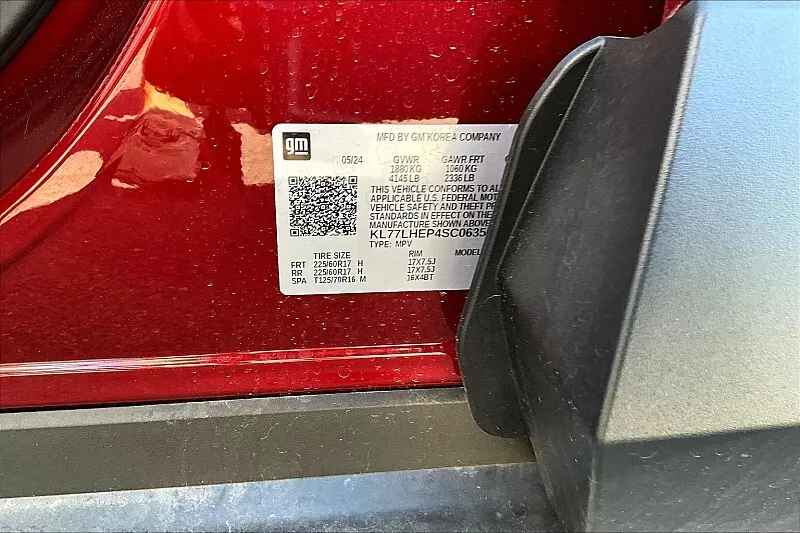 gm
MFD BY GM KOREA COMPANY
05/24 GVWR GAWR FRT
1880 KG 1060 KG
4145 LB 2336 LB
THIS VEHICLE CONFORMS TO
APPLICABLE U.S. FEDERAL
VEHICLE SAFETY AND THEFT
STANDARDS IN EFFECT ON THE
MANUFACTURE SHOWN
KL77LHEP4SC0635
TYPE: MPV
TIRE SIZE RIM MODEL
FRT 225/60R17 H 17X7.5J
RR 225/60R17 H 17X7.5J
SPA T125/70R16 M 16X4BT